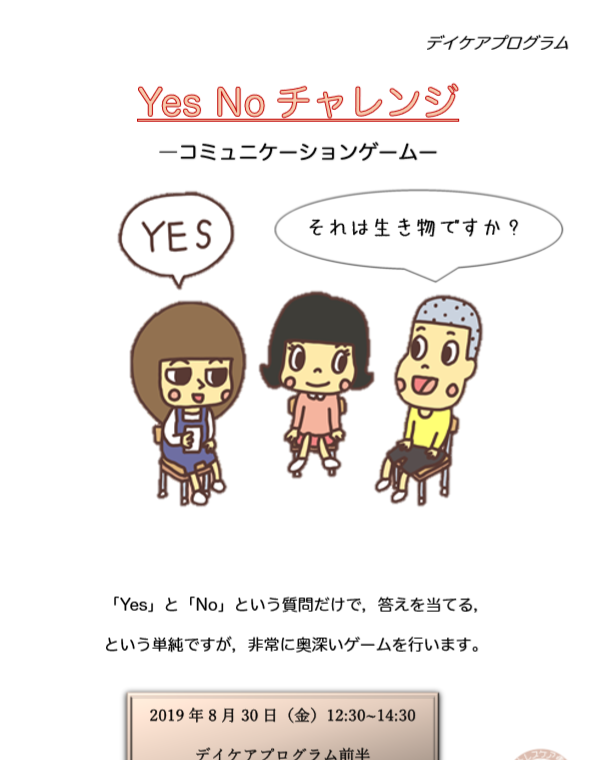 デイケアプログラム
Yes No チャレンジ
―コミュニケーションゲーム―
YES
それは生き物ですか？
「Yes」と「No」という質問だけで，答えを当てる，
という単純ですが，非常に奥深いゲームを行います。
2019 年 8 月 30 日（金）12:30~14:30
デイケアプログラム前半